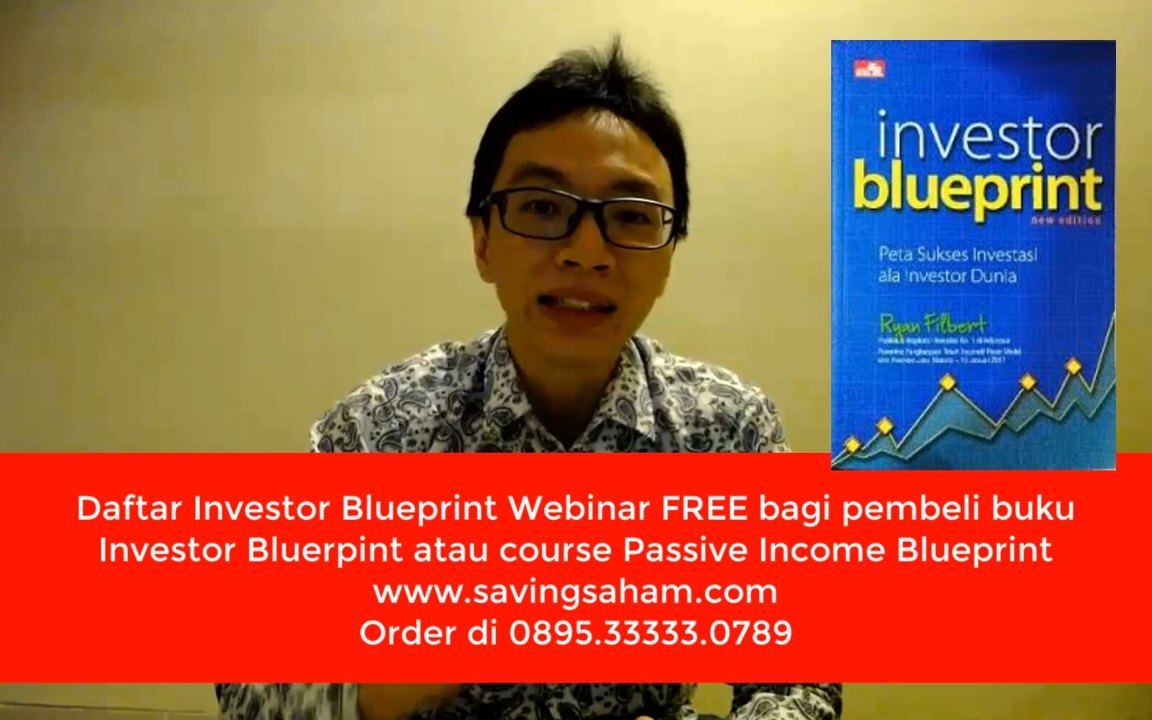 investor
blueprint
new edition
Peta Sukses Investasi
ala Investor Dunia
Ryan Filbert
Daftar Investor Blueprint Webinar FREE bagi pembeli buku
Investor Bluerpint atau course Passive Income Blueprint
www.savingsaham.com
Order di 0895.33333.0789